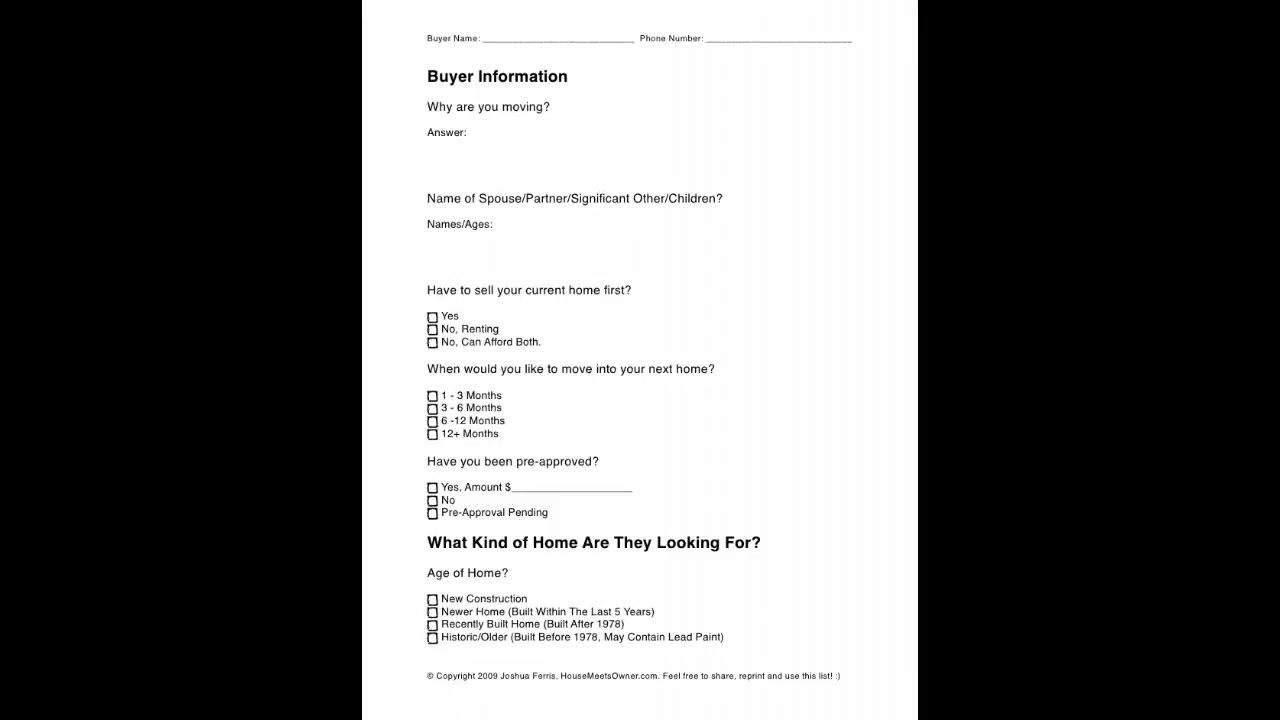 Buyer Name: ______________________________ Phone Number: _____________________________
Buyer Information
Why are you moving?
Answer:
Name of Spouse/Partner/Significant Other/Children?
Names/Ages:
Have to sell your current home first?
Yes
No, Renting
No, Can Afford Both.
When would you like to move into your next home?
1 - 3 Months
3 - 6 Months
6 -12 Months
12+ Months
Have you been pre-approved?
Yes, Amount $____________________
No
Pre-Approval Pending
What Kind of Home Are They Looking For?
Age of Home?
New Construction
Newer Home (Built Within The Last 5 Years)
Recently Built Home (Built After 1978)
Historic/Older (Built Before 1978, May Contain Lead Paint)
© Copyright 2009 Joshua Ferris, HouseMeetsOwner.com. Feel free to share, reprint and use this list! :)